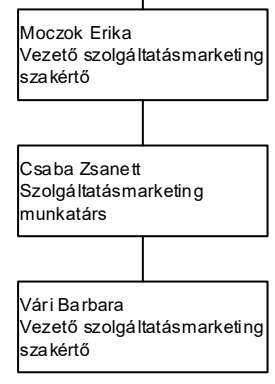 Moczok Erika
Vezető szolgáltatásmarketing
szakértő
Csaba Zsanett
Szolgáltatásmarketing
munkatárs
Vári Barbara
Vezető szolgáltatásmarketing
szakértő